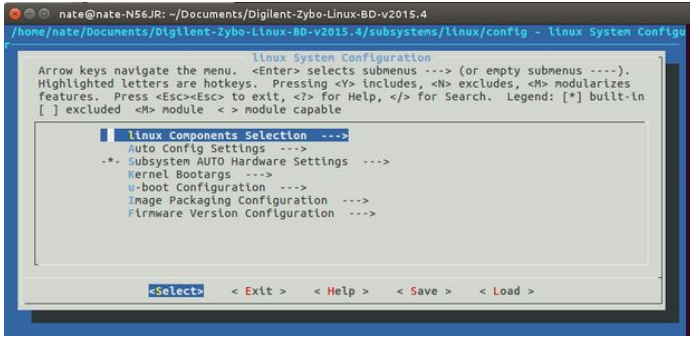 nate@nate-N56JR: ~/Documents/Digilent-Zybo-Linux-BD-v2015.4
/home/nate/Documents/Digilent-Zybo-Linux-BD-v2015.4/subsystems/linux/config - linux System Configu
linux System Configuration
Arrow keys navigate the menu. <Enter> selects submenus ---> (or empty submenus ----).
Highlighted letters are hotkeys. Pressing <Y> includes, <N> excludes, <M> modularizes
features. Press <Esc><Esc> to exit, <?> for Help, </> for Search. Legend: [*] built-in
[ ] excluded <M> module < > module capable
linux Components Selection --->
Auto Config Settings --->
-*- Subsystem AUTO Hardware Settings --->
Kernel Bootargs --->
u-boot Configuration --->
Image Packaging Configuration --->
Firmware Version Configuration --->
<Select> < Exit > < Help > < Save > < Load >